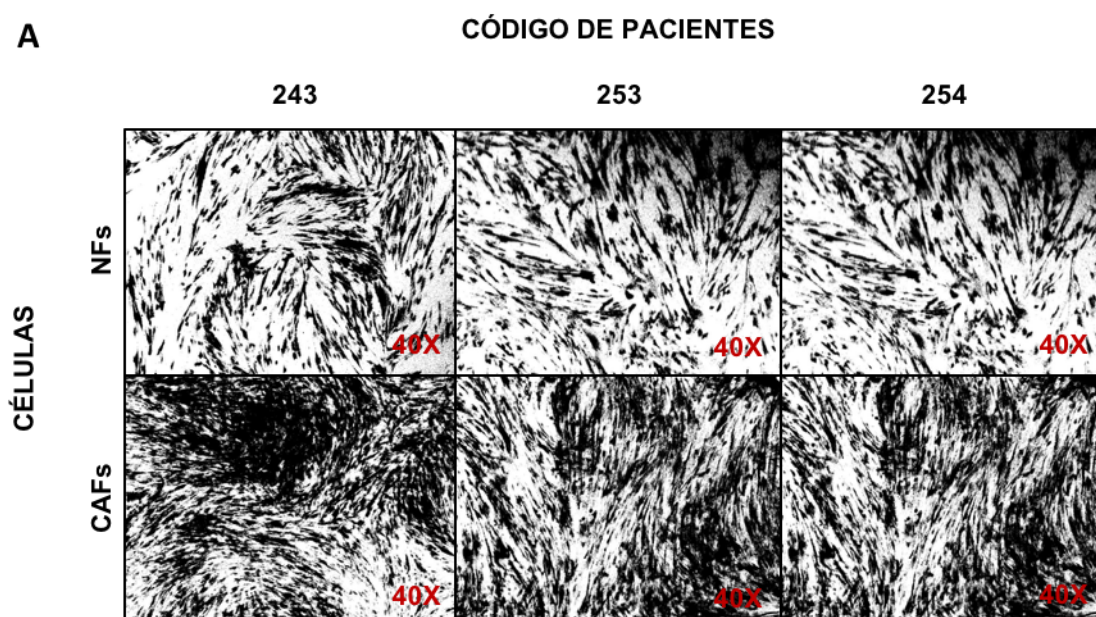 A
CÓDIGO DE PACIENTES
243 253 254
CÉLULAS
NFs
40X 40X 40X
CAFs
40X 40X 40X